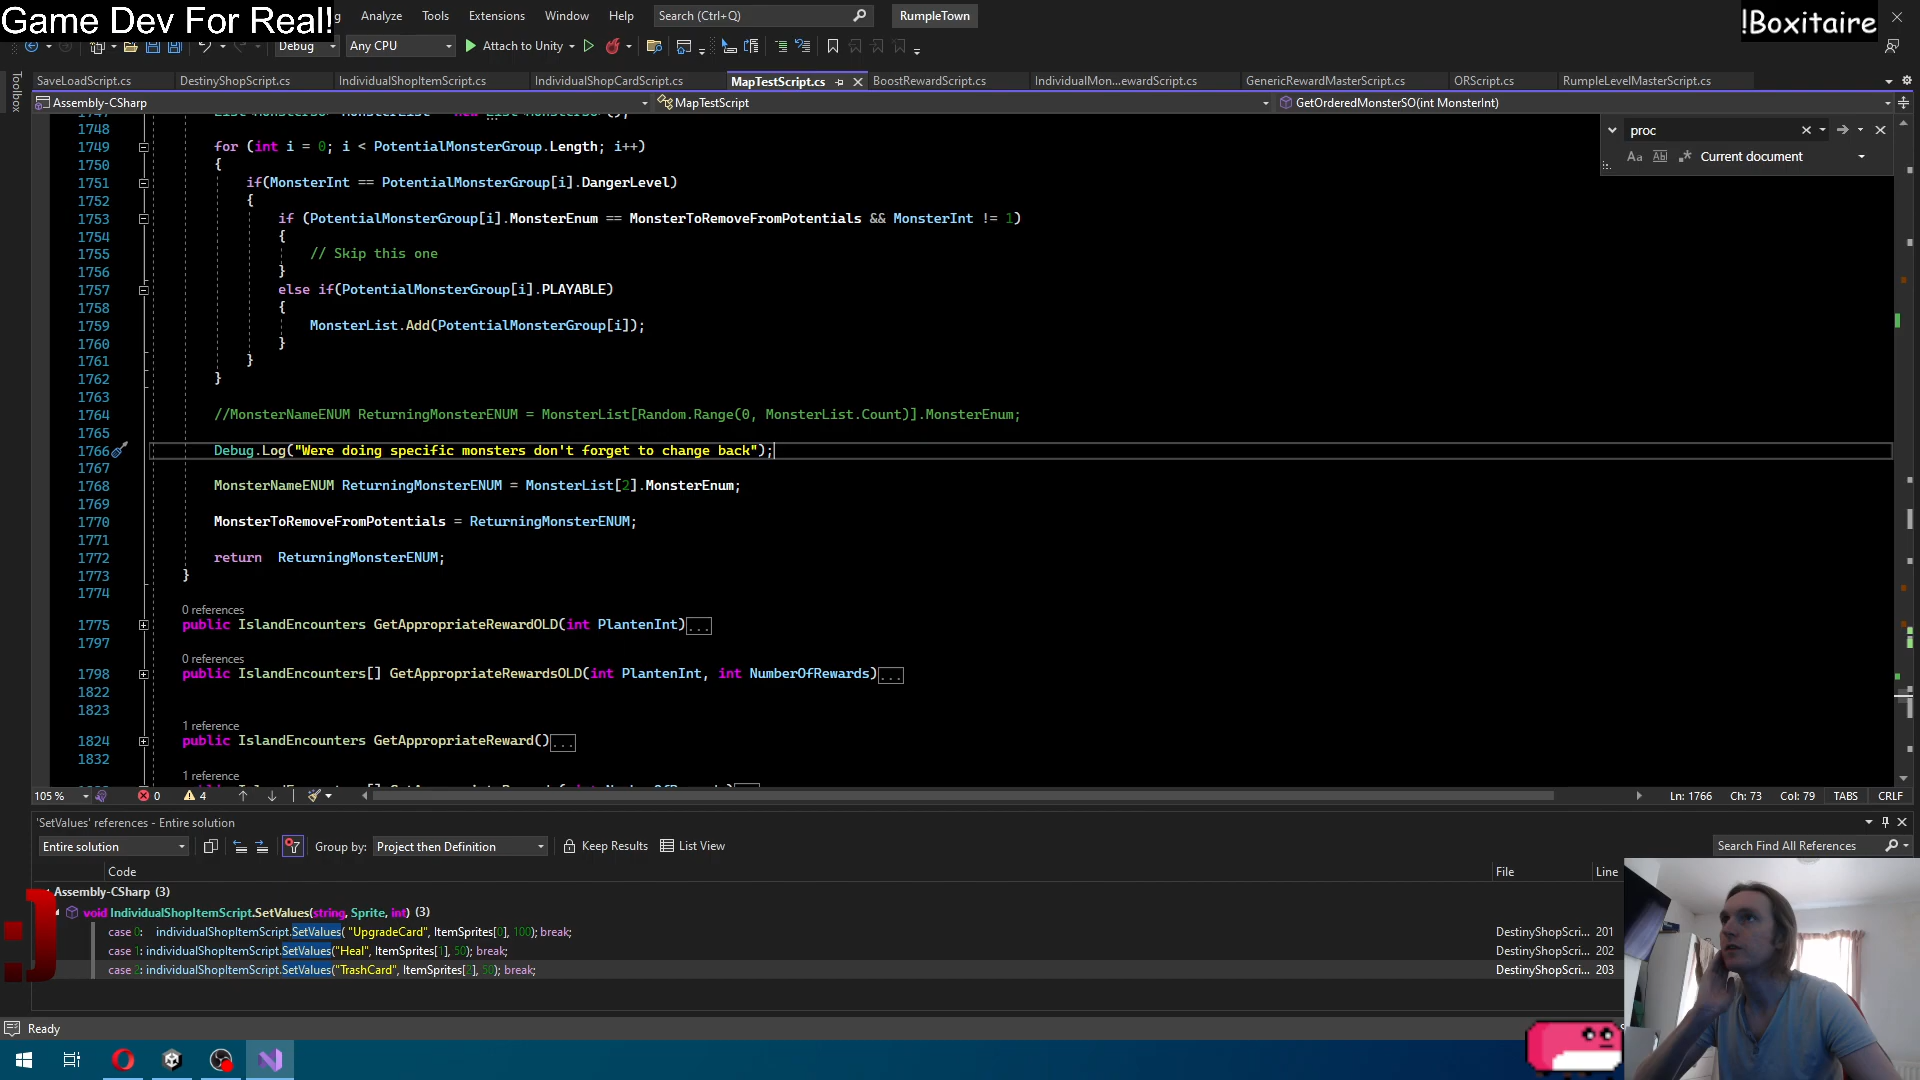 Game Dev For Real!
Analyze
Tools
Extensions
Window
Help
Search (Ctrl+Q)
RumpleTown
!Boxitaire
Debug
Any CPU
Attach to Unity
Toolbox
SaveLoadScript.cs
DestinyShopScript.cs
IndividualShopItemScript.cs
IndividualShopCardScript.cs
MapTestScript.cs
BoostRewardScript.cs
IndividualMon...ewardScript.cs
GenericRewardMasterScript.cs
ORScript.cs
RumpleLevelMasterScript.cs
Assembly-CSharp
MapTestScript
GetOrderedMonsterSO(int MonsterInt)
proc
Aa
Current document
1748
1749 for (int i = 0; i < PotentialMonsterGroup.Length; i++)
1750 {
1751 if(MonsterInt == PotentialMonsterGroup[i].DangerLevel)
1752 {
1753 if (PotentialMonsterGroup[i].MonsterEnum == MonsterToRemoveFromPotentials && MonsterInt != 1)
1754 {
1755 // Skip this one
1756 }
1757 else if(PotentialMonsterGroup[i].PLAYABLE)
1758 {
1759 MonsterList.Add(PotentialMonsterGroup[i]);
1760 }
1761 }
1762 }
1763
1764 //MonsterNameENUM ReturningMonsterENUM = MonsterList[Random.Range(0, MonsterList.Count)].MonsterEnum;
1765
1766 Debug.Log("Were doing specific monsters don't forget to change back");
1767
1768 MonsterNameENUM ReturningMonsterENUM = MonsterList[2].MonsterEnum;
1769
1770 MonsterToRemoveFromPotentials = ReturningMonsterENUM;
1771
1772 return ReturningMonsterENUM;
1773 }
1774
0 references
1775 public IslandEncounters GetAppropriateRewardOLD(int PlantenInt)...
1797
0 references
1798 public IslandEncounters[] GetAppropriateRewardsOLD(int PlantenInt, int NumberOfRewards)...
1822
1823
1 reference
1824 public IslandEncounters GetAppropriateReward()...
1832
1 reference
105 %
0
4
Ln: 1766
Ch: 73
Col: 79
TABS
CRLF
'SetValues' references - Entire solution
Entire solution
Group by:
Project then Definition
Keep Results
List View
Search Find All References
Code
File
Line
Assembly-CSharp (3)
void IndividualShopItemScript.SetValues(string, Sprite, int) (3)
case 0: individualShopItemScript.SetValues( "UpgradeCard", ItemSprites[0], 100); break; DestinyShopScri... 201
case 1: individualShopItemScript.SetValues("Heal", ItemSprites[1], 50); break; DestinyShopScri... 202
case 2: individualShopItemScript.SetValues("TrashCard", ItemSprites[2], 50); break; DestinyShopScri... 203
:)
Ready